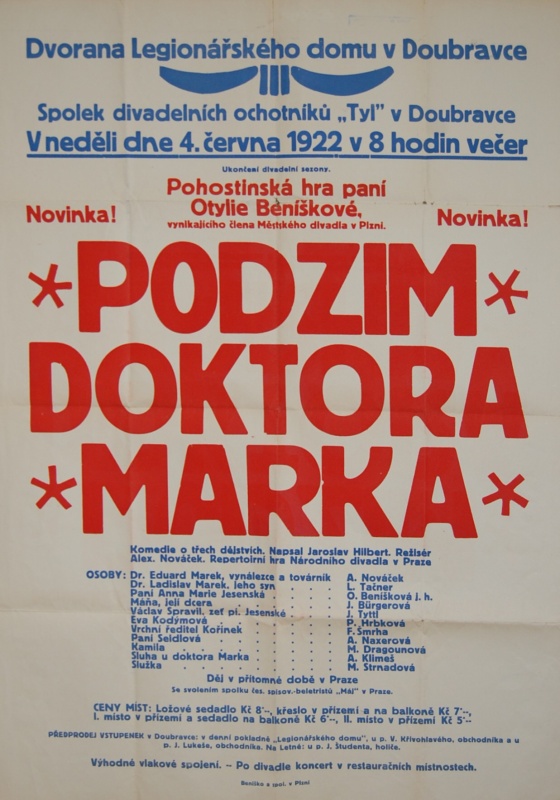 Dvorana Legionářského domu v Doubravce
Spolek divadelních ochotníků „Tyl" v Doubravce
V neděli dne 4. června 1922 v 8 hodin večer
Ukončení divadelní sezony.
Pohostinská hra paní
Otylie Beníškové,
Novinka! vynikajícího člena Městského divadla v Plzni. Novinka!
* PODZIM *
DOKTORA
* MARKA *
Komedie o třech dějstvích. Napsal Jaroslav Hilbert. Režisér
Alex. Nováček. Repertoirní hra Národního divadla v Praze
OSOBY: Dr. Eduard Marek, vynálezce a továrník A. Nováček
Dr. Ladislav Marek, jeho syn . . . . L. Tačner
Paní Anna Marie Jesenská . . . . O. Benišková j. h.
Máňa, její dcera . . . . J. Bürgerová
Václav Spravil, zeť pí. Jesenské . . . . J. Tyttl
Eva Kodymová . . . . P. Hrbková
Vrchní ředitel Kořínek . . . . F. Šmrha
Paní Seidlová . . . . A. Naxerová
Kamila . . . . M. Dragounová
Sluha u doktora Marka . . . . A. Klimeš
Služka . . . . M. Strnadová
Děj v přítomné době v Praze
Se svolením spolku čes. spisov.-beletristů „Máj" v Praze.
CENY MÍST: Ložové sedadlo Kč 8'–, křeslo v přízemí a na balkoně Kč 7'–,
I. místo v přízemí a sedadlo na balkoně Kč 6'–, II. místo v přízemí Kč 5'–
PŘEDPRODEJ VSTUPENEK v Doubravce: v denní pokladně „Legionářského domu", u p. V. Křivohlavého, obchodníka a u
p. J. Lukeše, obchodníka. Na Letné: u p. J. Študenta, holiče.
Výhodné vlakové spojení. – Po divadle koncert v restauračních místnostech.
Beníško a spol. v Plzni